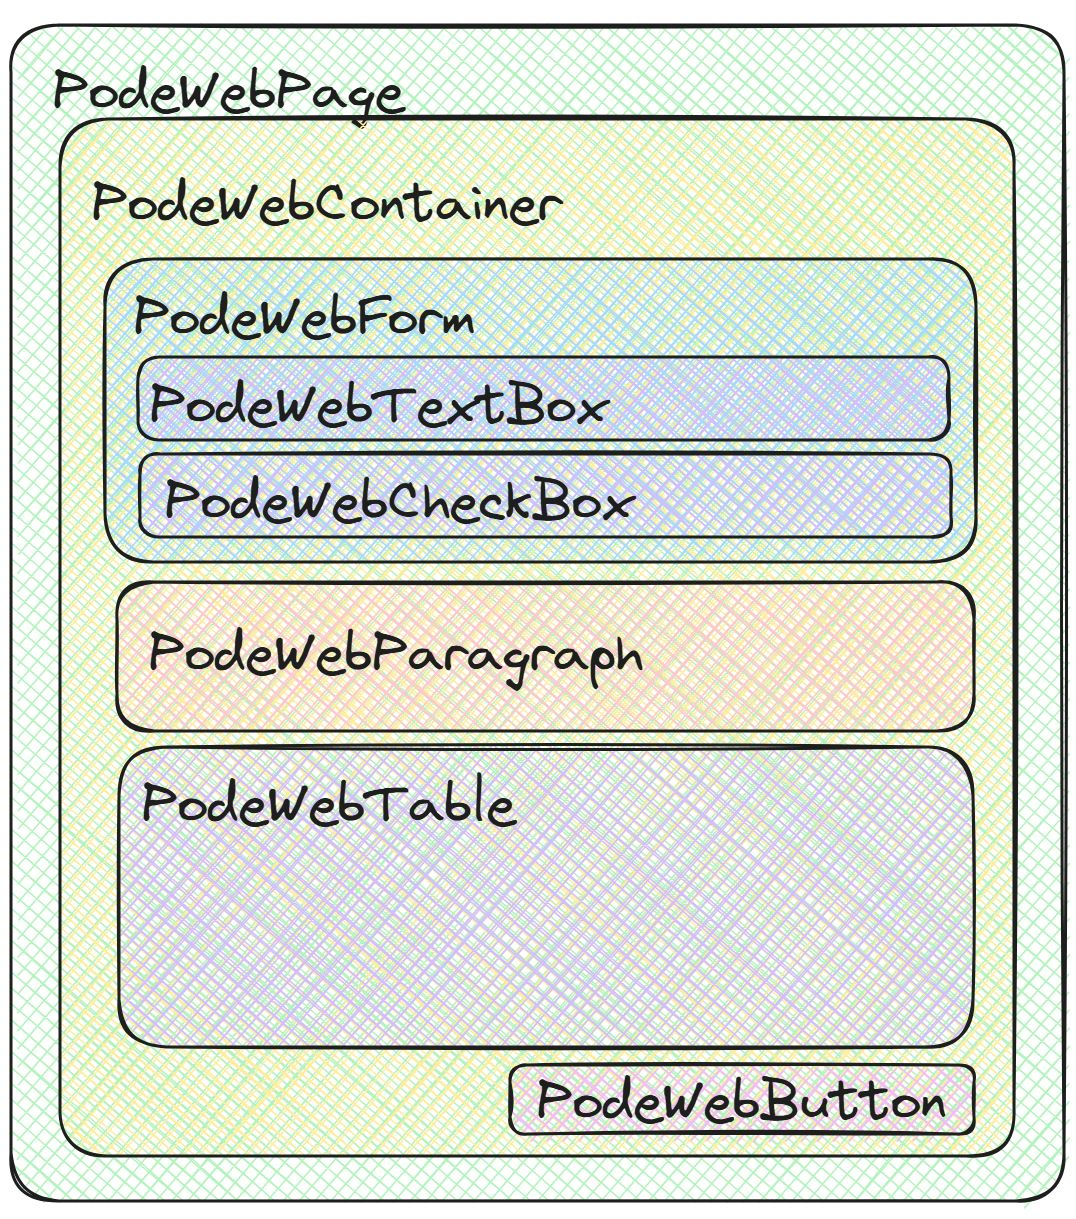 PodeWebPage
PodeWebContainer
PodeWebForm
PodeWebTextBox
PodeWebCheckBox
PodeWebParagraph
PodeWebTable
PodeWebButton